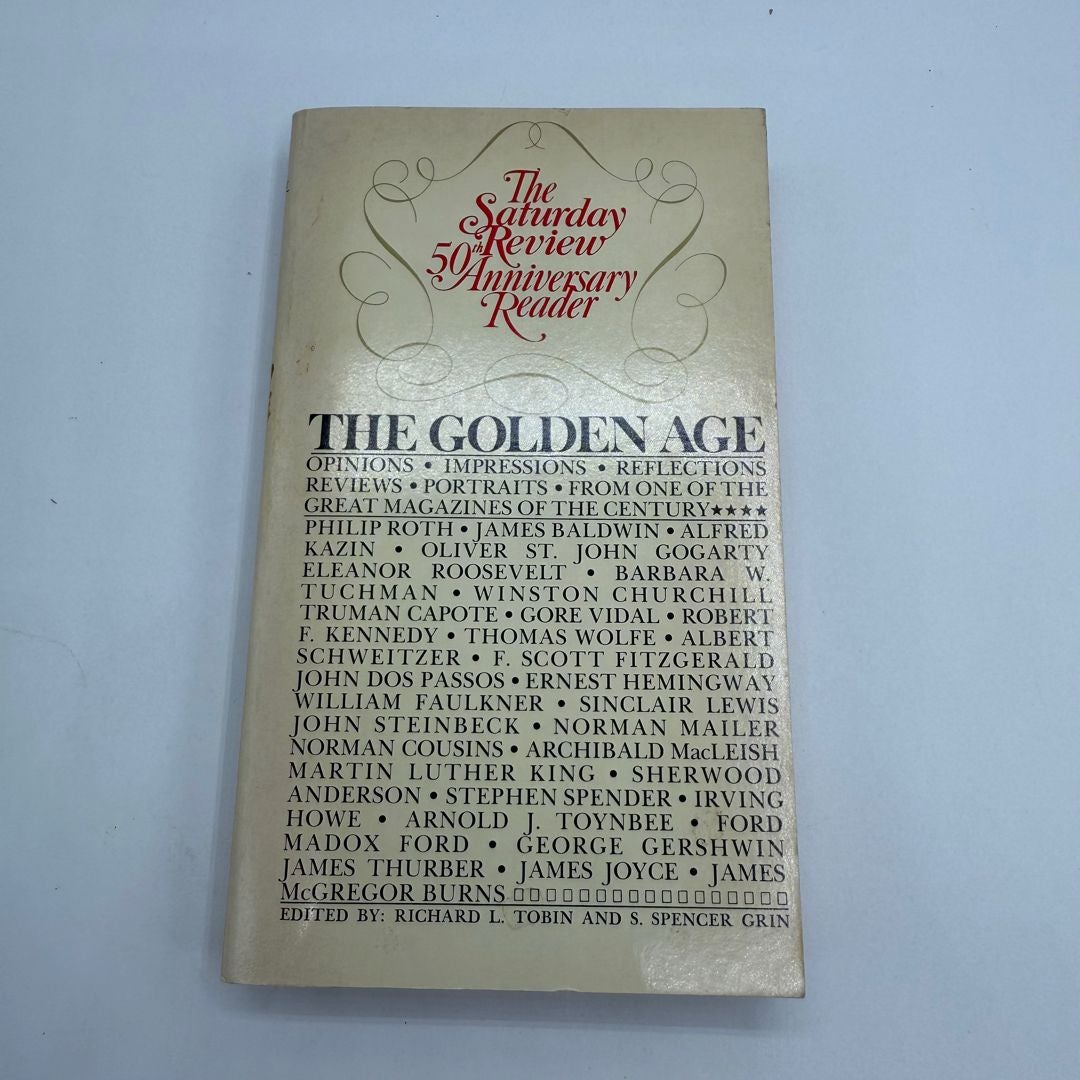 The
Saturday
Review
50th Anniversary
Reader
THE GOLDEN AGE
OPINIONS • IMPRESSIONS • REFLECTIONS
REVIEWS • PORTRAITS • FROM ONE OF THE
GREAT MAGAZINES OF THE CENTURY★★★★
PHILIP ROTH • JAMES BALDWIN • ALFRED
KAZIN • OLIVER ST. JOHN GOGARTY
ELEANOR ROOSEVELT • BARBARA W.
TUCHMAN • WINSTON CHURCHILL
TRUMAN CAPOTE • GORE VIDAL • ROBERT
F. KENNEDY • THOMAS WOLFE • ALBERT
SCHWEITZER • F. SCOTT FITZGERALD
JOHN DOS PASSOS • ERNEST HEMINGWAY
WILLIAM FAULKNER • SINCLAIR LEWIS
JOHN STEINBECK • NORMAN MAILER
NORMAN COUSINS • ARCHIBALD MacLEISH
MARTIN LUTHER KING • SHERWOOD
ANDERSON • STEPHEN SPENDER • IRVING
HOWE • ARNOLD J. TOYNBEE • FORD
MADOX FORD • GEORGE GERSHWIN
JAMES THURBER • JAMES JOYCE • JAMES
McGREGOR BURNS
EDITED BY: RICHARD L. TOBIN AND S. SPENCER GRIN